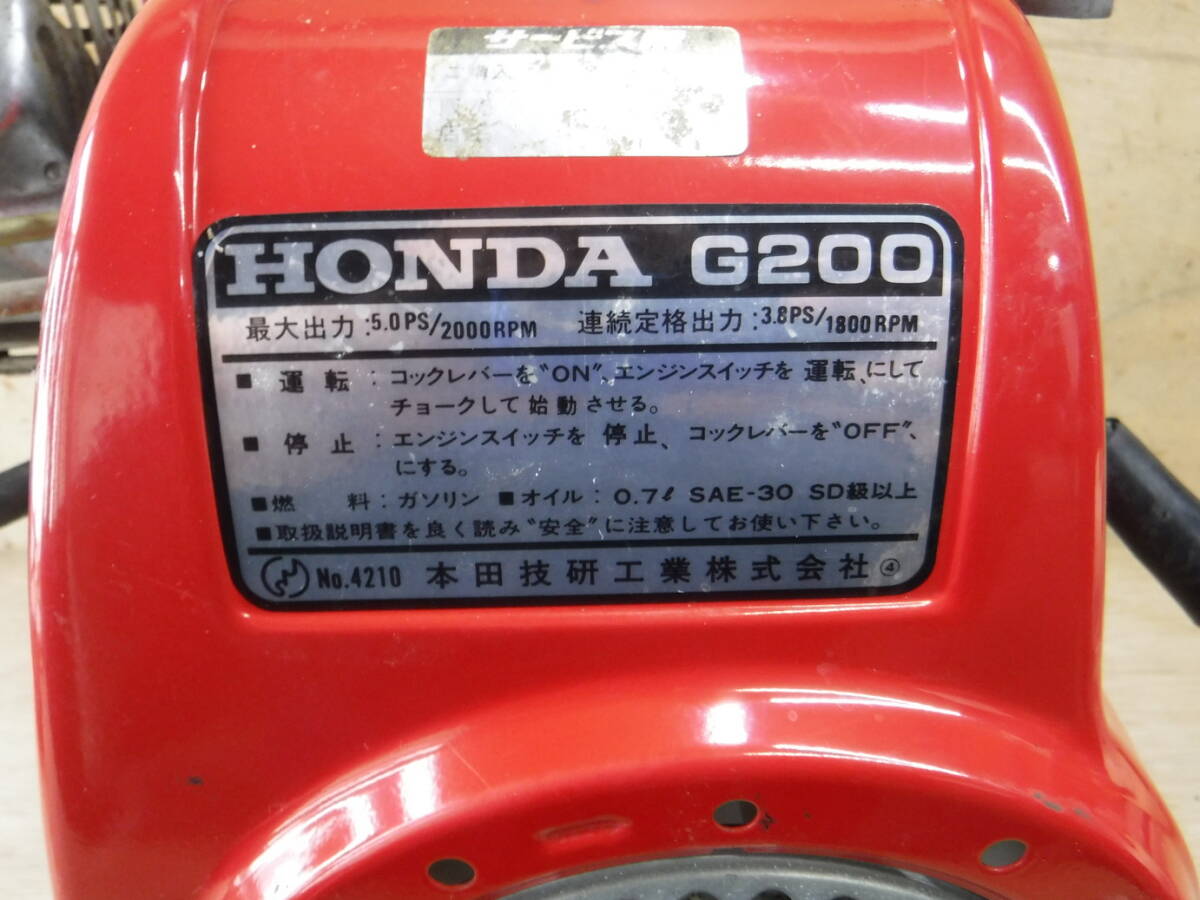 サービス
HONDA G200
最大出力:5.0PS/2000RPM 連続定格出力:3.8PS/1800RPM
■ 運転:コックレバーを"ON"、エンジンスイッチを 運転、にして
チョークして始動させる。
■ 停止:エンジンスイッチを 停止、コックレバーを"OFF"、
にする。
■燃 料:ガソリン ■オイル:0.7ℓ SAE-30 SD級以上
■取扱説明書を良く読み"安全"に注意してお使い下さい。
No.4210 本田技研工業株式会社 ④